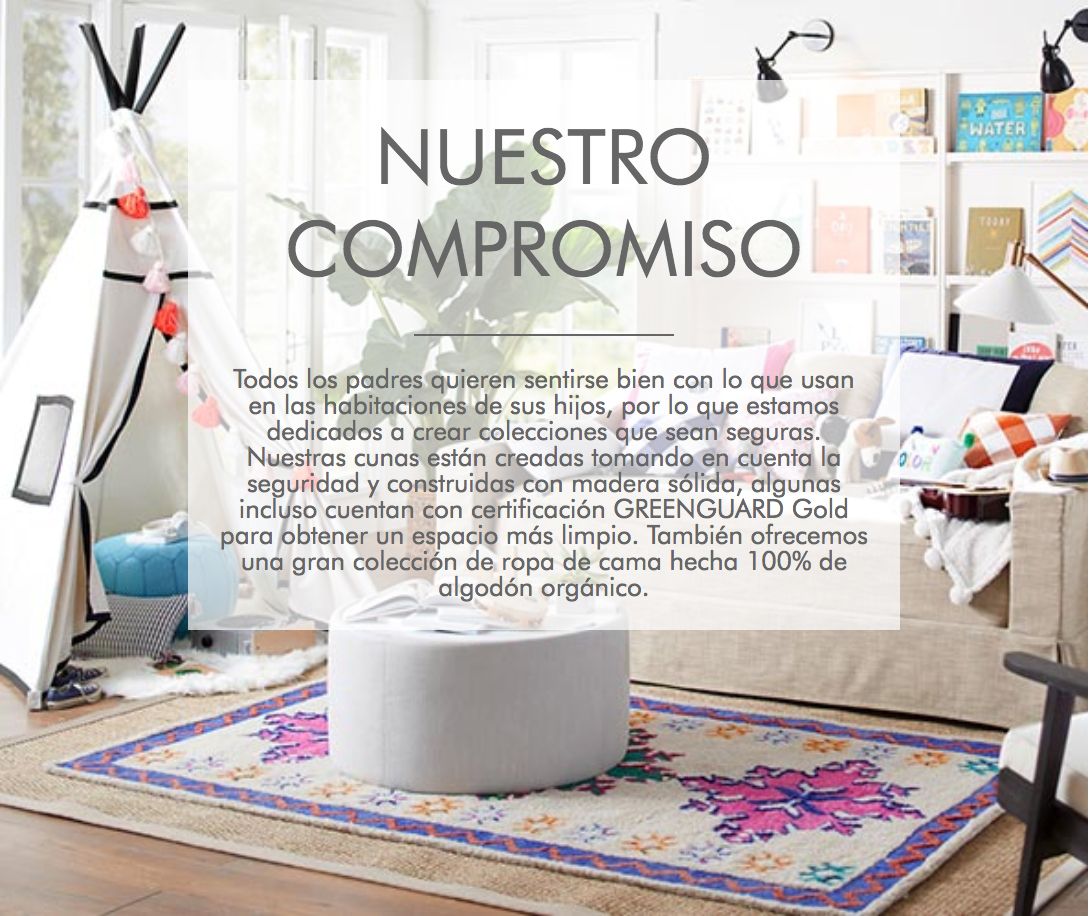 NUESTRO
COMPROMISO
Todos los padres quieren sentirse bien con lo que usan
en las habitaciones de sus hijos, por lo que estamos
dedicados a crear colecciones que sean seguras.
Nuestras cunas están creadas tomando en cuenta la
seguridad y construidas con madera sólida, algunas
incluso cuentan con certificación GREENGUARD Gold
para obtener un espacio más limpio. También ofrecemos
una gran colección de ropa de cama hecha 100% de
algodón orgánico.
WATER
TODAY